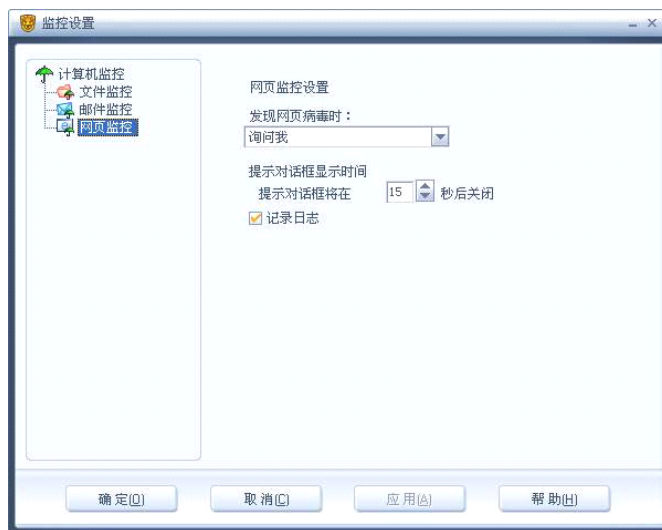 监控设置
计算机监控
文件监控
邮件监控
网页监控
网页监控设置
发现网页病毒时：
询问我
提示对话框显示时间
提示对话框将在 15 秒后关闭
记录日志
确定(O) 取消(C) 应用(A) 帮助(H)